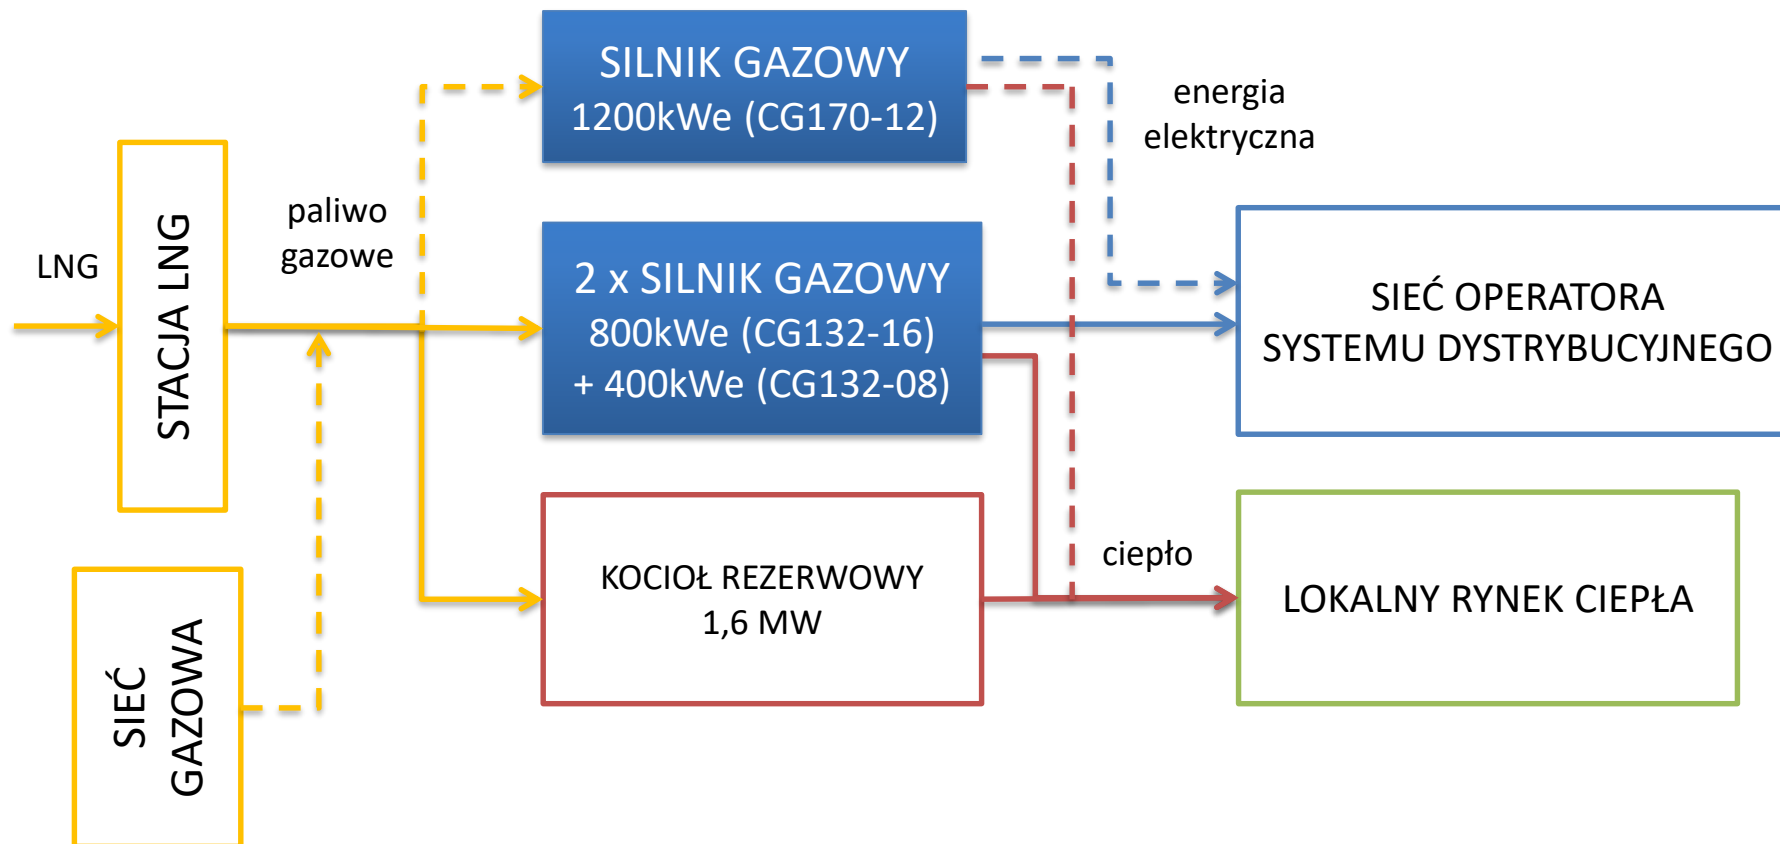 SILNIK GAZOWY
1200kWe (CG170-12)
energia
elektryczna
LNG
STACJA LNG
paliwo
gazowe
2 x SILNIK GAZOWY
800kWe (CG132-16)
+ 400kWe (CG132-08)
SIEĆ OPERATORA
SYSTEMU DYSTRYBUCYJNEGO
SIEĆ
GAZOWA
KOCIOŁ REZERWOWY
1,6 MW
ciepło
LOKALNY RYNEK CIEPŁA